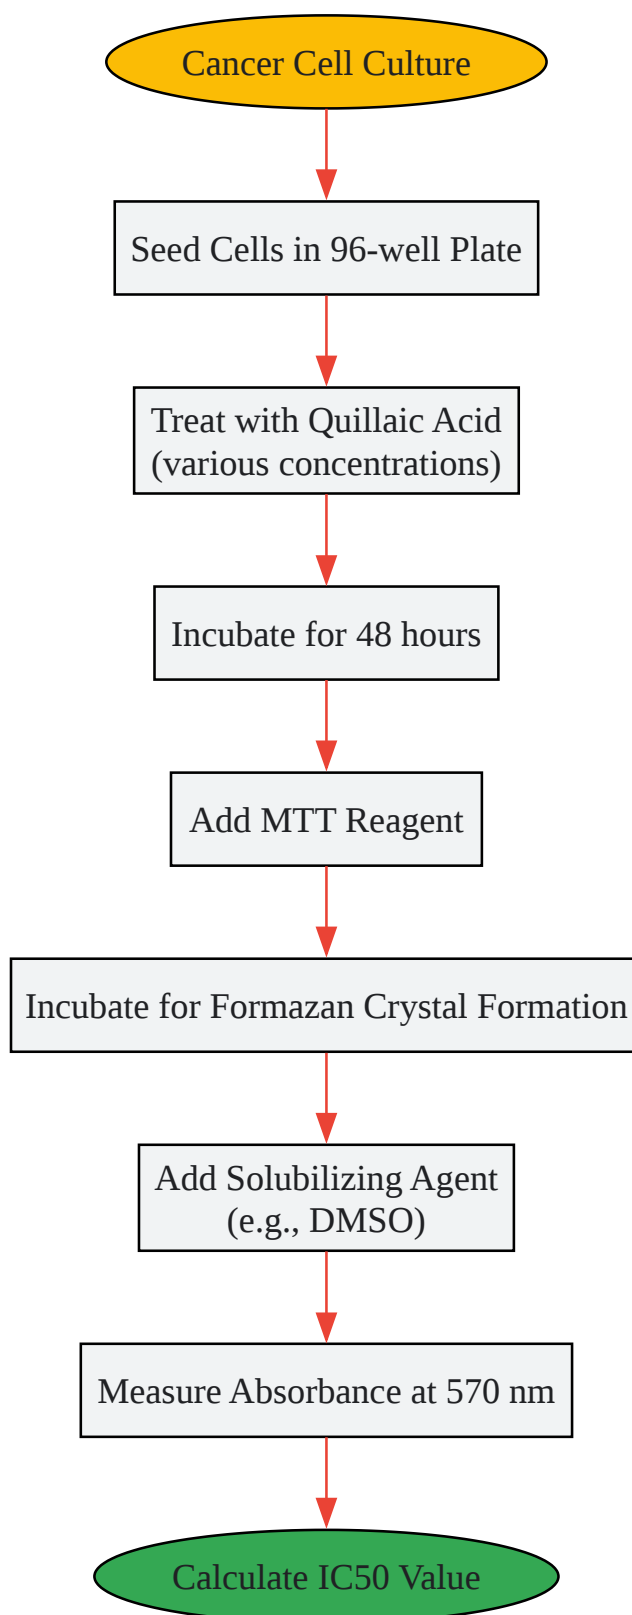 Cancer Cell Culture
Seed Cells in 96-well Plate
Treat with Quillaic Acid
(various concentrations)
Incubate for 48 hours
Add MTT Reagent
Incubate for Formazan Crystal Formation
Add Solubilizing Agent
(e.g., DMSO)
Measure Absorbance at 570 nm
Calculate IC50 Value